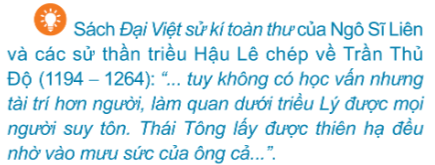 Sách Đại Việt sử kí toàn thư của Ngô Sĩ Liên
và các sử thần triều Hậu Lê chép về Trần Thủ
Độ (1194 – 1264): “... tuy không có học vấn nhưng
tài trí hơn người, làm quan dưới triều Lý được mọi
người suy tôn. Thái Tông lấy được thiên hạ đều
nhờ vào mưu sức của ông cả...”.